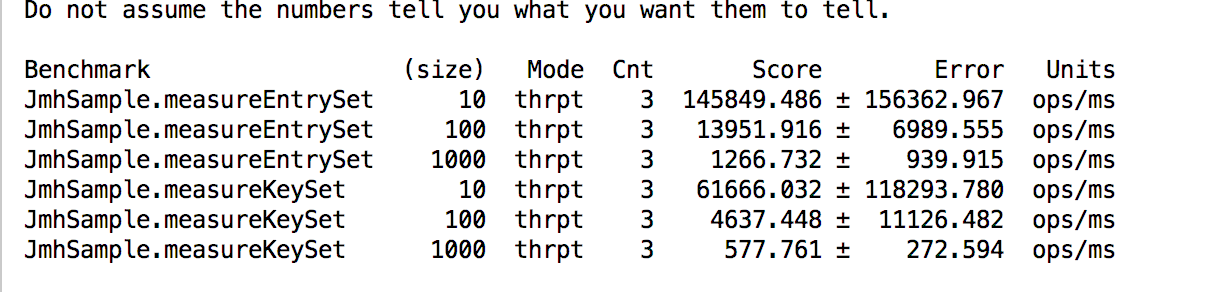 Do not assume the numbers tell you what you want them to tell.
Benchmark (size) Mode Cnt Score Error Units
JmhSample.measureEntrySet 10 thrpt 3 145849.486 ± 156362.967 ops/ms
JmhSample.measureEntrySet 100 thrpt 3 13951.916 ± 6989.555 ops/ms
JmhSample.measureEntrySet 1000 thrpt 3 1266.732 ± 939.915 ops/ms
JmhSample.measureKeySet 10 thrpt 3 61666.032 ± 118293.780 ops/ms
JmhSample.measureKeySet 100 thrpt 3 4637.448 ± 11126.482 ops/ms
JmhSample.measureKeySet 1000 thrpt 3 577.761 ± 272.594 ops/ms